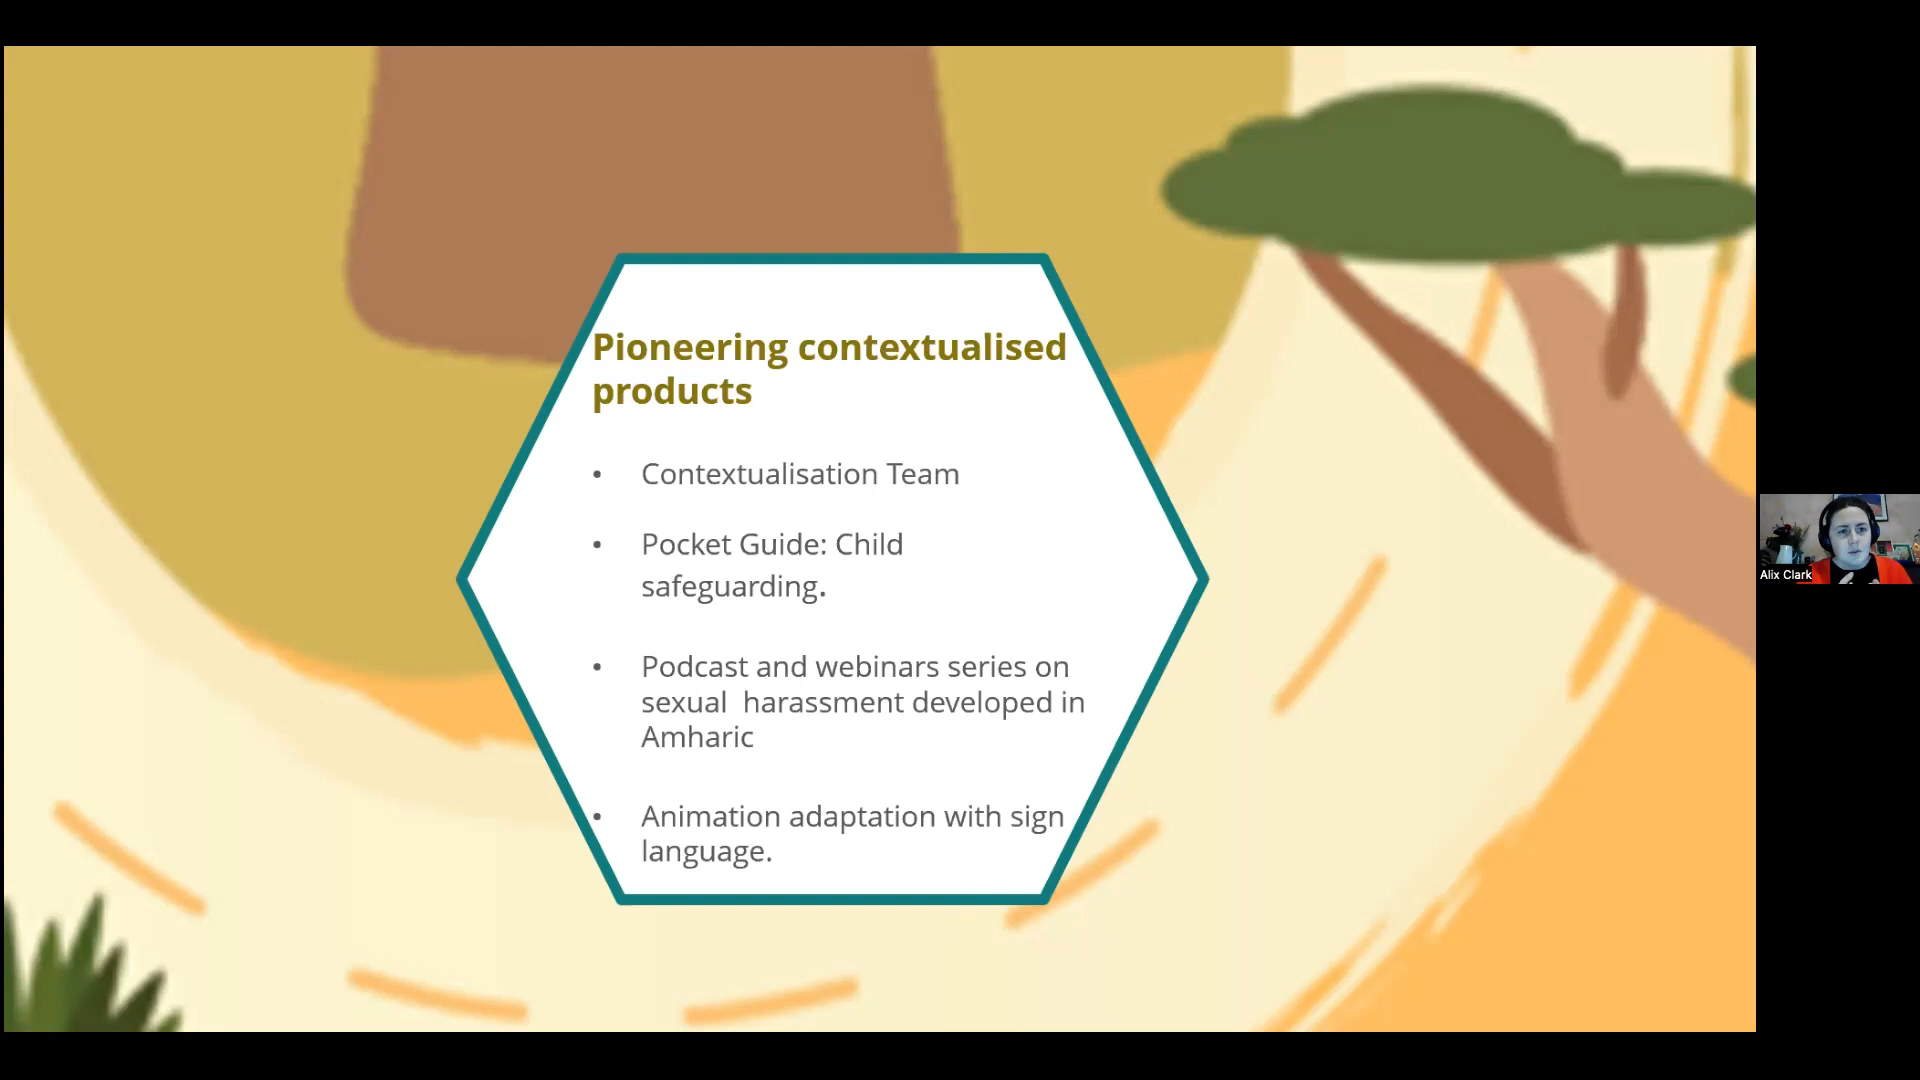 Pioneering contextualised
products
• Contextualisation Team
• Pocket Guide: Child
safeguarding.
• Podcast and webinars series on
sexual  harassment developed in
Amharic
• Animation adaptation with sign
language.
Alix Clark